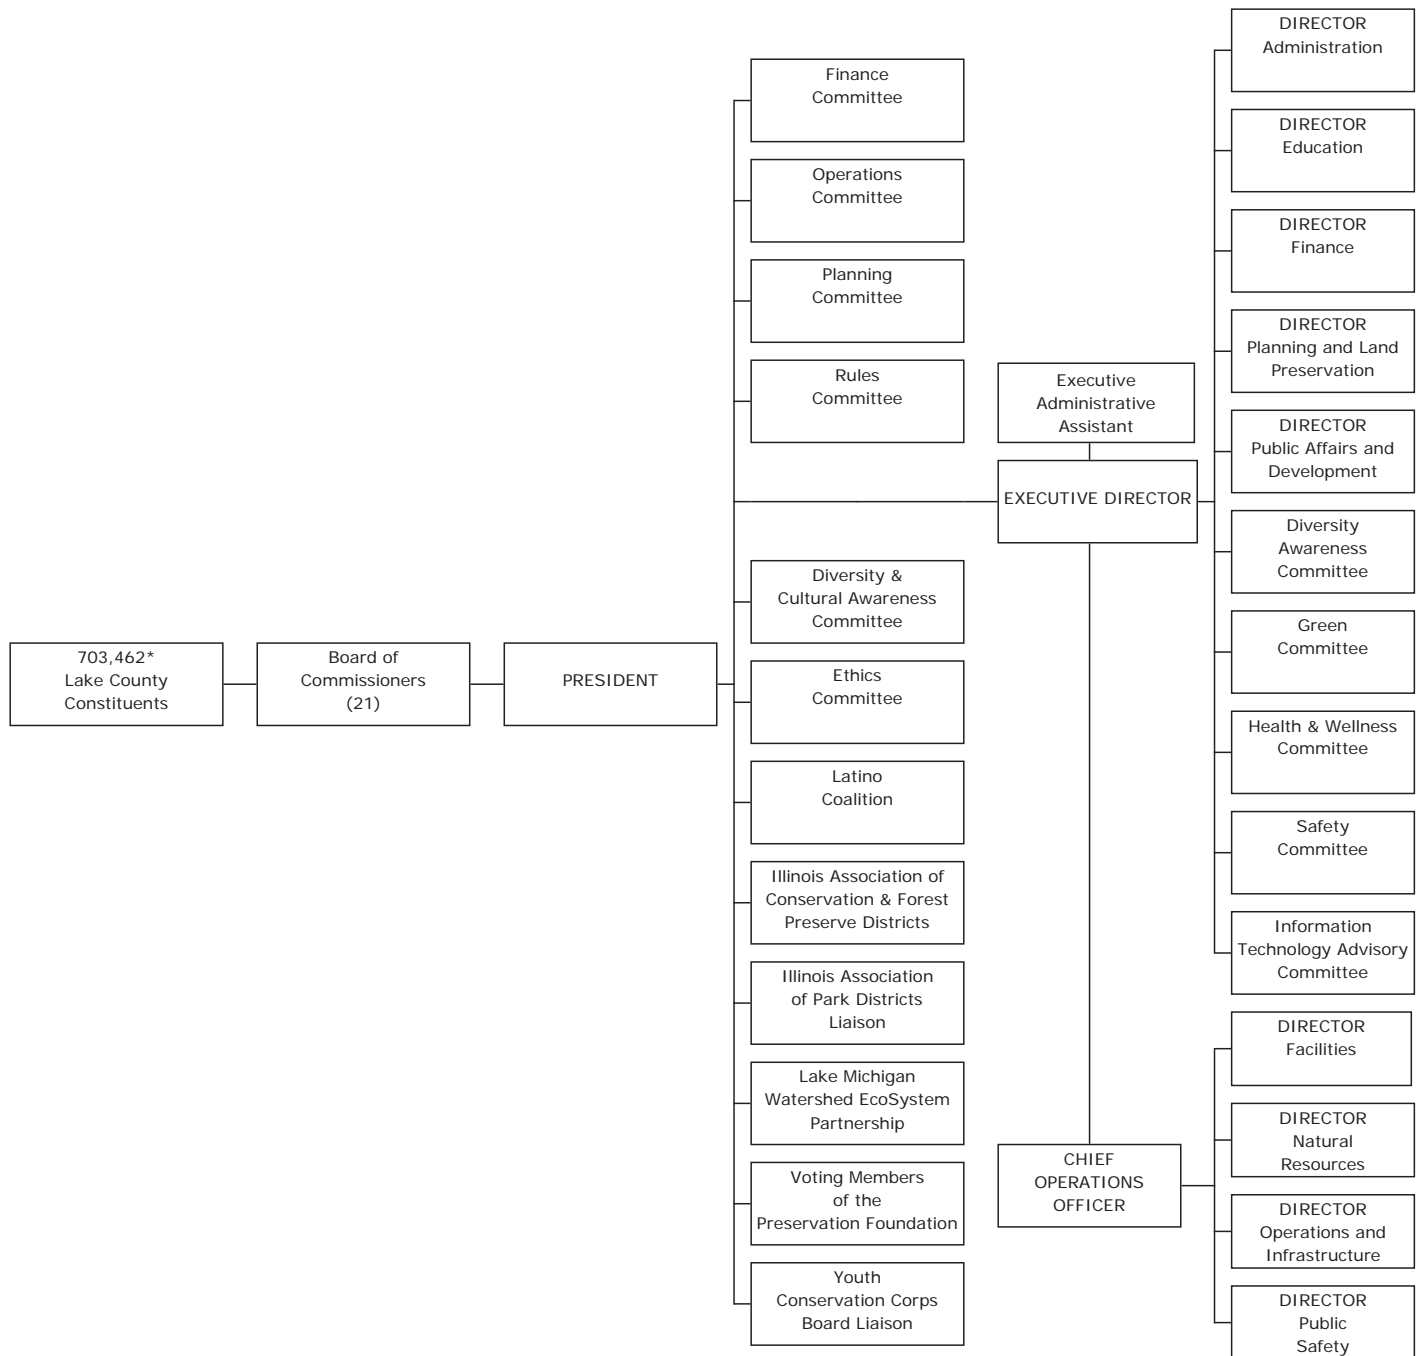 703,462*
Lake County
Constituents
Board of
Commissioners
(21)
PRESIDENT
Finance
Committee
Operations
Committee
Planning
Committee
Rules
Committee
Diversity &
Cultural Awareness
Committee
Ethics
Committee
Latino
Coalition
Illinois Association of
Conservation & Forest
Preserve Districts
Illinois Association
of Park Districts
Liaison
Lake Michigan
Watershed EcoSystem
Partnership
Voting Members
of the
Preservation Foundation
Youth
Conservation Corps
Board Liaison
Executive
Administrative
Assistant
EXECUTIVE DIRECTOR
CHIEF
OPERATIONS
OFFICER
DIRECTOR
Administration
DIRECTOR
Education
DIRECTOR
Finance
DIRECTOR
Planning and Land
Preservation
DIRECTOR
Public Affairs and
Development
Diversity
Awareness
Committee
Green
Committee
Health & Wellness
Committee
Safety
Committee
Information
Technology Advisory
Committee
DIRECTOR
Facilities
DIRECTOR
Natural
Resources
DIRECTOR
Operations and
Infrastructure
DIRECTOR
Public
Safety